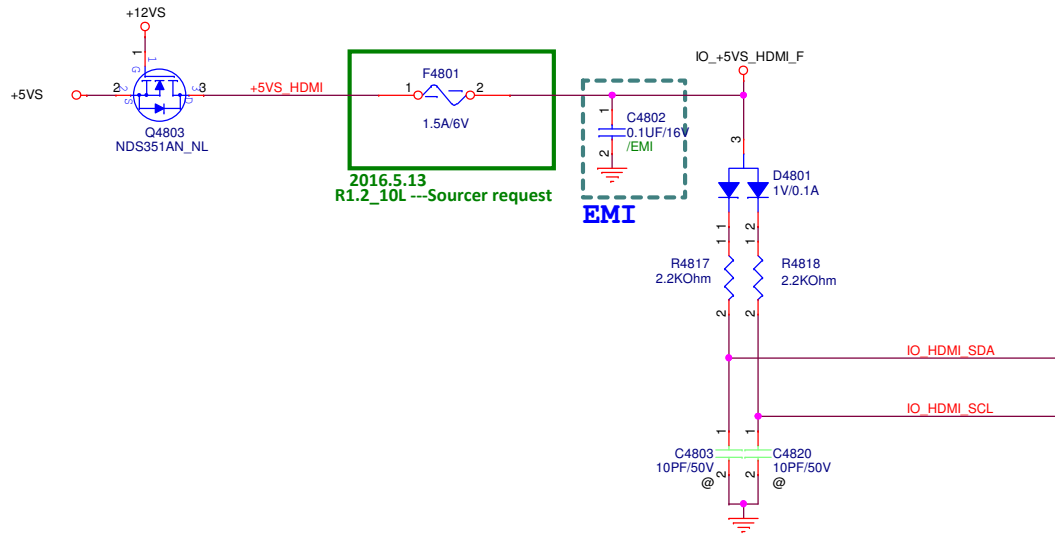 +12VS
1
1
G
+5VS
2
2
S
3
3
D
Q4803
NDS351AN_NL
+5VS_HDMI
F4801
1
2
1.5A/6V
2016.5.13
R1.2_10L ---Sourcer request
1
C4802
0.1UF/16V
/EMI
2
EMI
IO_+5VS_HDMI_F
3
D4801
1V/0.1A
1
2
1
1
R4817
2.2KOhm
R4818
2.2KOhm
2
2
IO_HDMI_SDA
IO_HDMI_SCL
1
1
C4803
10PF/50V
@
C4820
10PF/50V
@
2
2